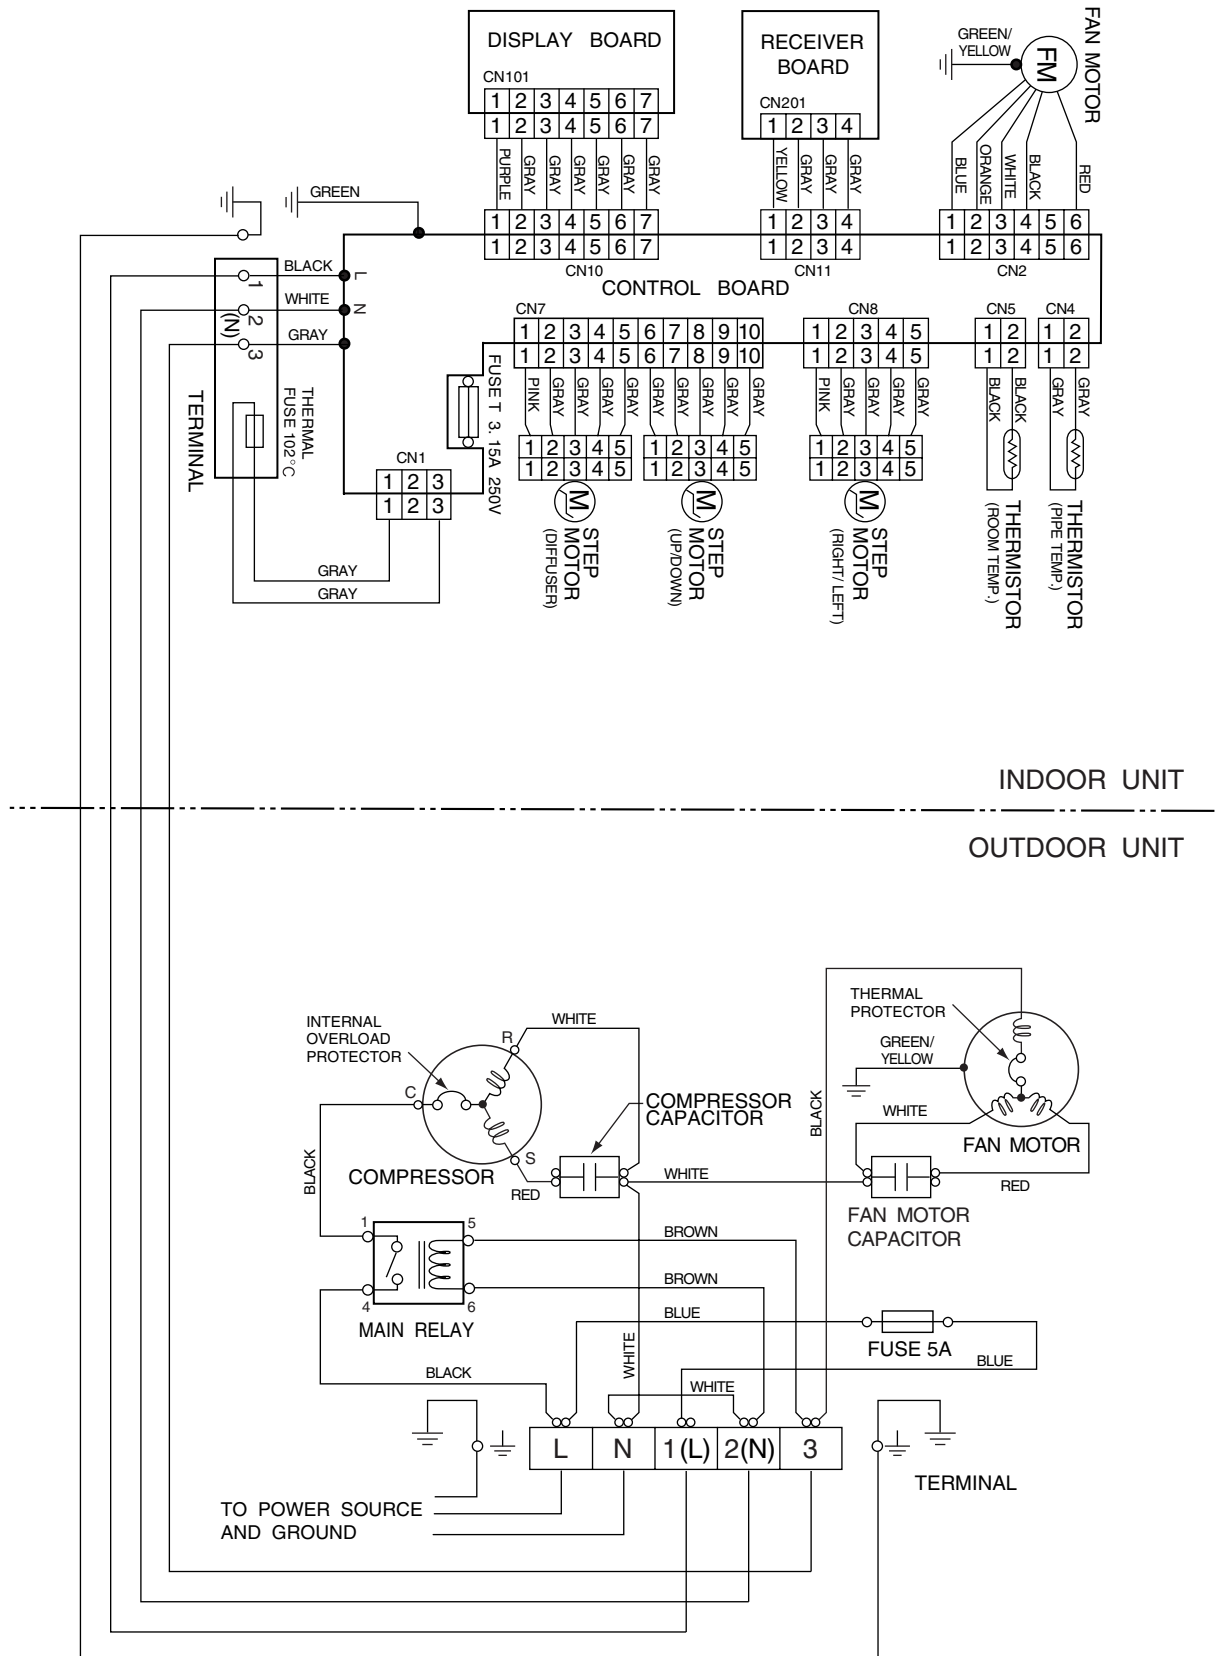 DISPLAY BOARD
CN101
1 2 3 4 5 6 7
1 2 3 4 5 6 7
PURPLE GRAY GRAY GRAY GRAY GRAY GRAY
1 2 3 4 5 6 7
1 2 3 4 5 6 7
CN10
RECEIVER
BOARD
CN201
1 2 3 4
YELLOW GRAY GRAY GRAY
1 2 3 4
1 2 3 4
CN11
GREEN/
YELLOW
FM
FAN MOTOR
BLUE ORANGE WHITE BLACK RED
1 2 3 4 5 6
1 2 3 4 5 6
CN2
GREEN
BLACK
L
WHITE
N
GRAY
1
2
(N)
3
TERMINAL
THERMAL
FUSE 102°C
CONTROL BOARD
FUSE T 3. 15A 250V
CN1
1 2 3
1 2 3
GRAY
GRAY
CN7
1 2 3 4 5 6 7 8 9 10
1 2 3 4 5 6 7 8 9 10
PINK GRAY GRAY GRAY GRAY GRAY GRAY GRAY GRAY
1 2 3 4 5
1 2 3 4 5
M
STEP
MOTOR
(DIFFUSER)
1 2 3 4 5
1 2 3 4 5
M
STEP
MOTOR
(UP/DOWN)
CN8
1 2 3 4 5
1 2 3 4 5
PINK GRAY GRAY GRAY GRAY
1 2 3 4 5
1 2 3 4 5
M
STEP
MOTOR
(RIGHT/ LEFT)
CN5
1 2
1 2
BLACK BLACK
THERMISTOR
(ROOM TEMP.)
CN4
1 2
1 2
GRAY GRAY
THERMISTOR
(PIPE TEMP.)
INDOOR UNIT
OUTDOOR UNIT
INTERNAL
OVERLOAD
PROTECTOR
R
C
S
WHITE
COMPRESSOR
RED
COMPRESSOR
CAPACITOR
WHITE
BLACK
THERMAL
PROTECTOR
GREEN/
YELLOW
WHITE
FAN MOTOR
RED
FAN MOTOR
CAPACITOR
BLACK
1
5
4
6
MAIN RELAY
BROWN
BROWN
BLUE
FUSE 5A
BLUE
BLACK
WHITE
WHITE
L N 1(L) 2(N) 3
TERMINAL
TO POWER SOURCE
AND GROUND